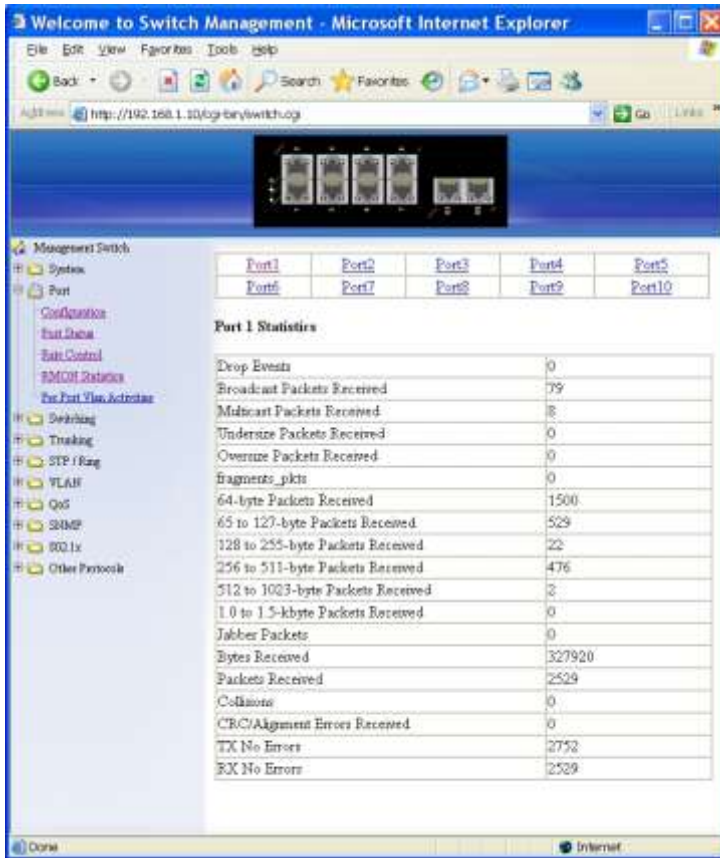 Welcome to Switch Management - Microsoft Internet Explorer
File Edit View Favorites Tools Help
Back Search Favorites
Address http://192.168.1.10/cgi-bin/switch.cgi Go Links »
Management Switch
System
Port
Configuration
Port Status
Rate Control
RMON Statistics
Per Port Vlan Activities
Switching
Trunking
STP / Ring
VLAN
QoS
SNMP
802.1x
Other Protocols
Port1 Port2 Port3 Port4 Port5
Port6 Port7 Port8 Port9 Port10
Port 1 Statistics
Drop Events 0
Broadcast Packets Received 79
Multicast Packets Received 8
Undersize Packets Received 0
Oversize Packets Received 0
fragments_pkts 0
64-byte Packets Received 1500
65 to 127-byte Packets Received 529
128 to 255-byte Packets Received 22
256 to 511-byte Packets Received 476
512 to 1023-byte Packets Received 2
1.0 to 1.5-kbyte Packets Received 0
Jabber Packets 0
Bytes Received 327920
Packets Received 2529
Collisions 0
CRC/Alignment Errors Received 0
TX No Errors 2752
RX No Errors 2529
Done Internet